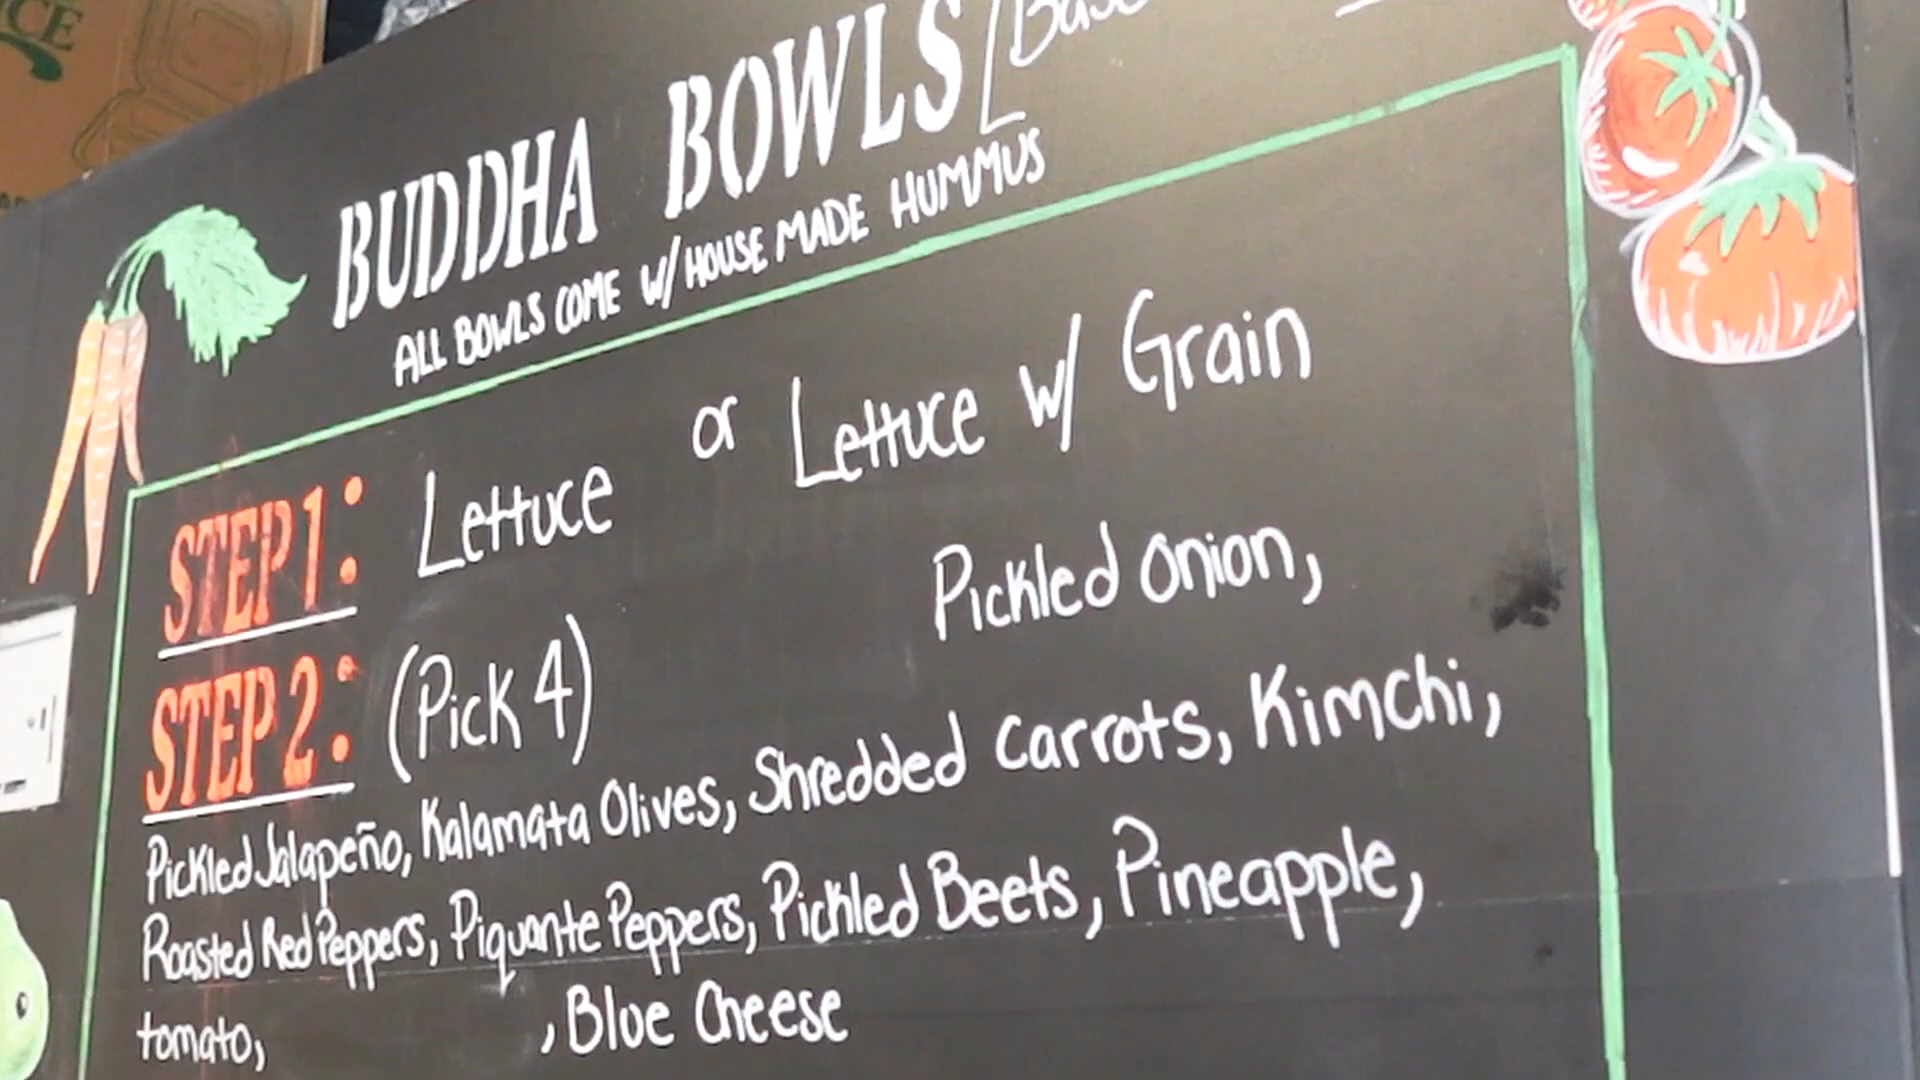 BUDDHA BOWLS
ALL BOWLS COME W/ HOUSE MADE HUMMUS
STEP 1: Lettuce or Lettuce w/ Grain
STEP 2: (Pick 4) Pickled Onion,
Pickled Jalapeño, Kalamata Olives, Shredded Carrots, Kimchi,
Roasted Red Peppers, Piquante Peppers, Pickled Beets, Pineapple,
tomato, , Blue Cheese